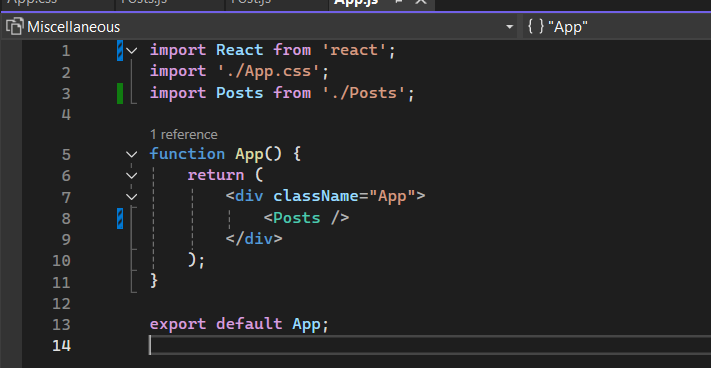 App.css Posts.js Post.js App.js
Miscellaneous { } "App"
1 import React from 'react';
2 import './App.css';
3 import Posts from './Posts';
4
1 reference
5 function App() {
6 return (
7 <div className="App">
8 <Posts />
9 </div>
10 );
11 }
12
13 export default App;
14